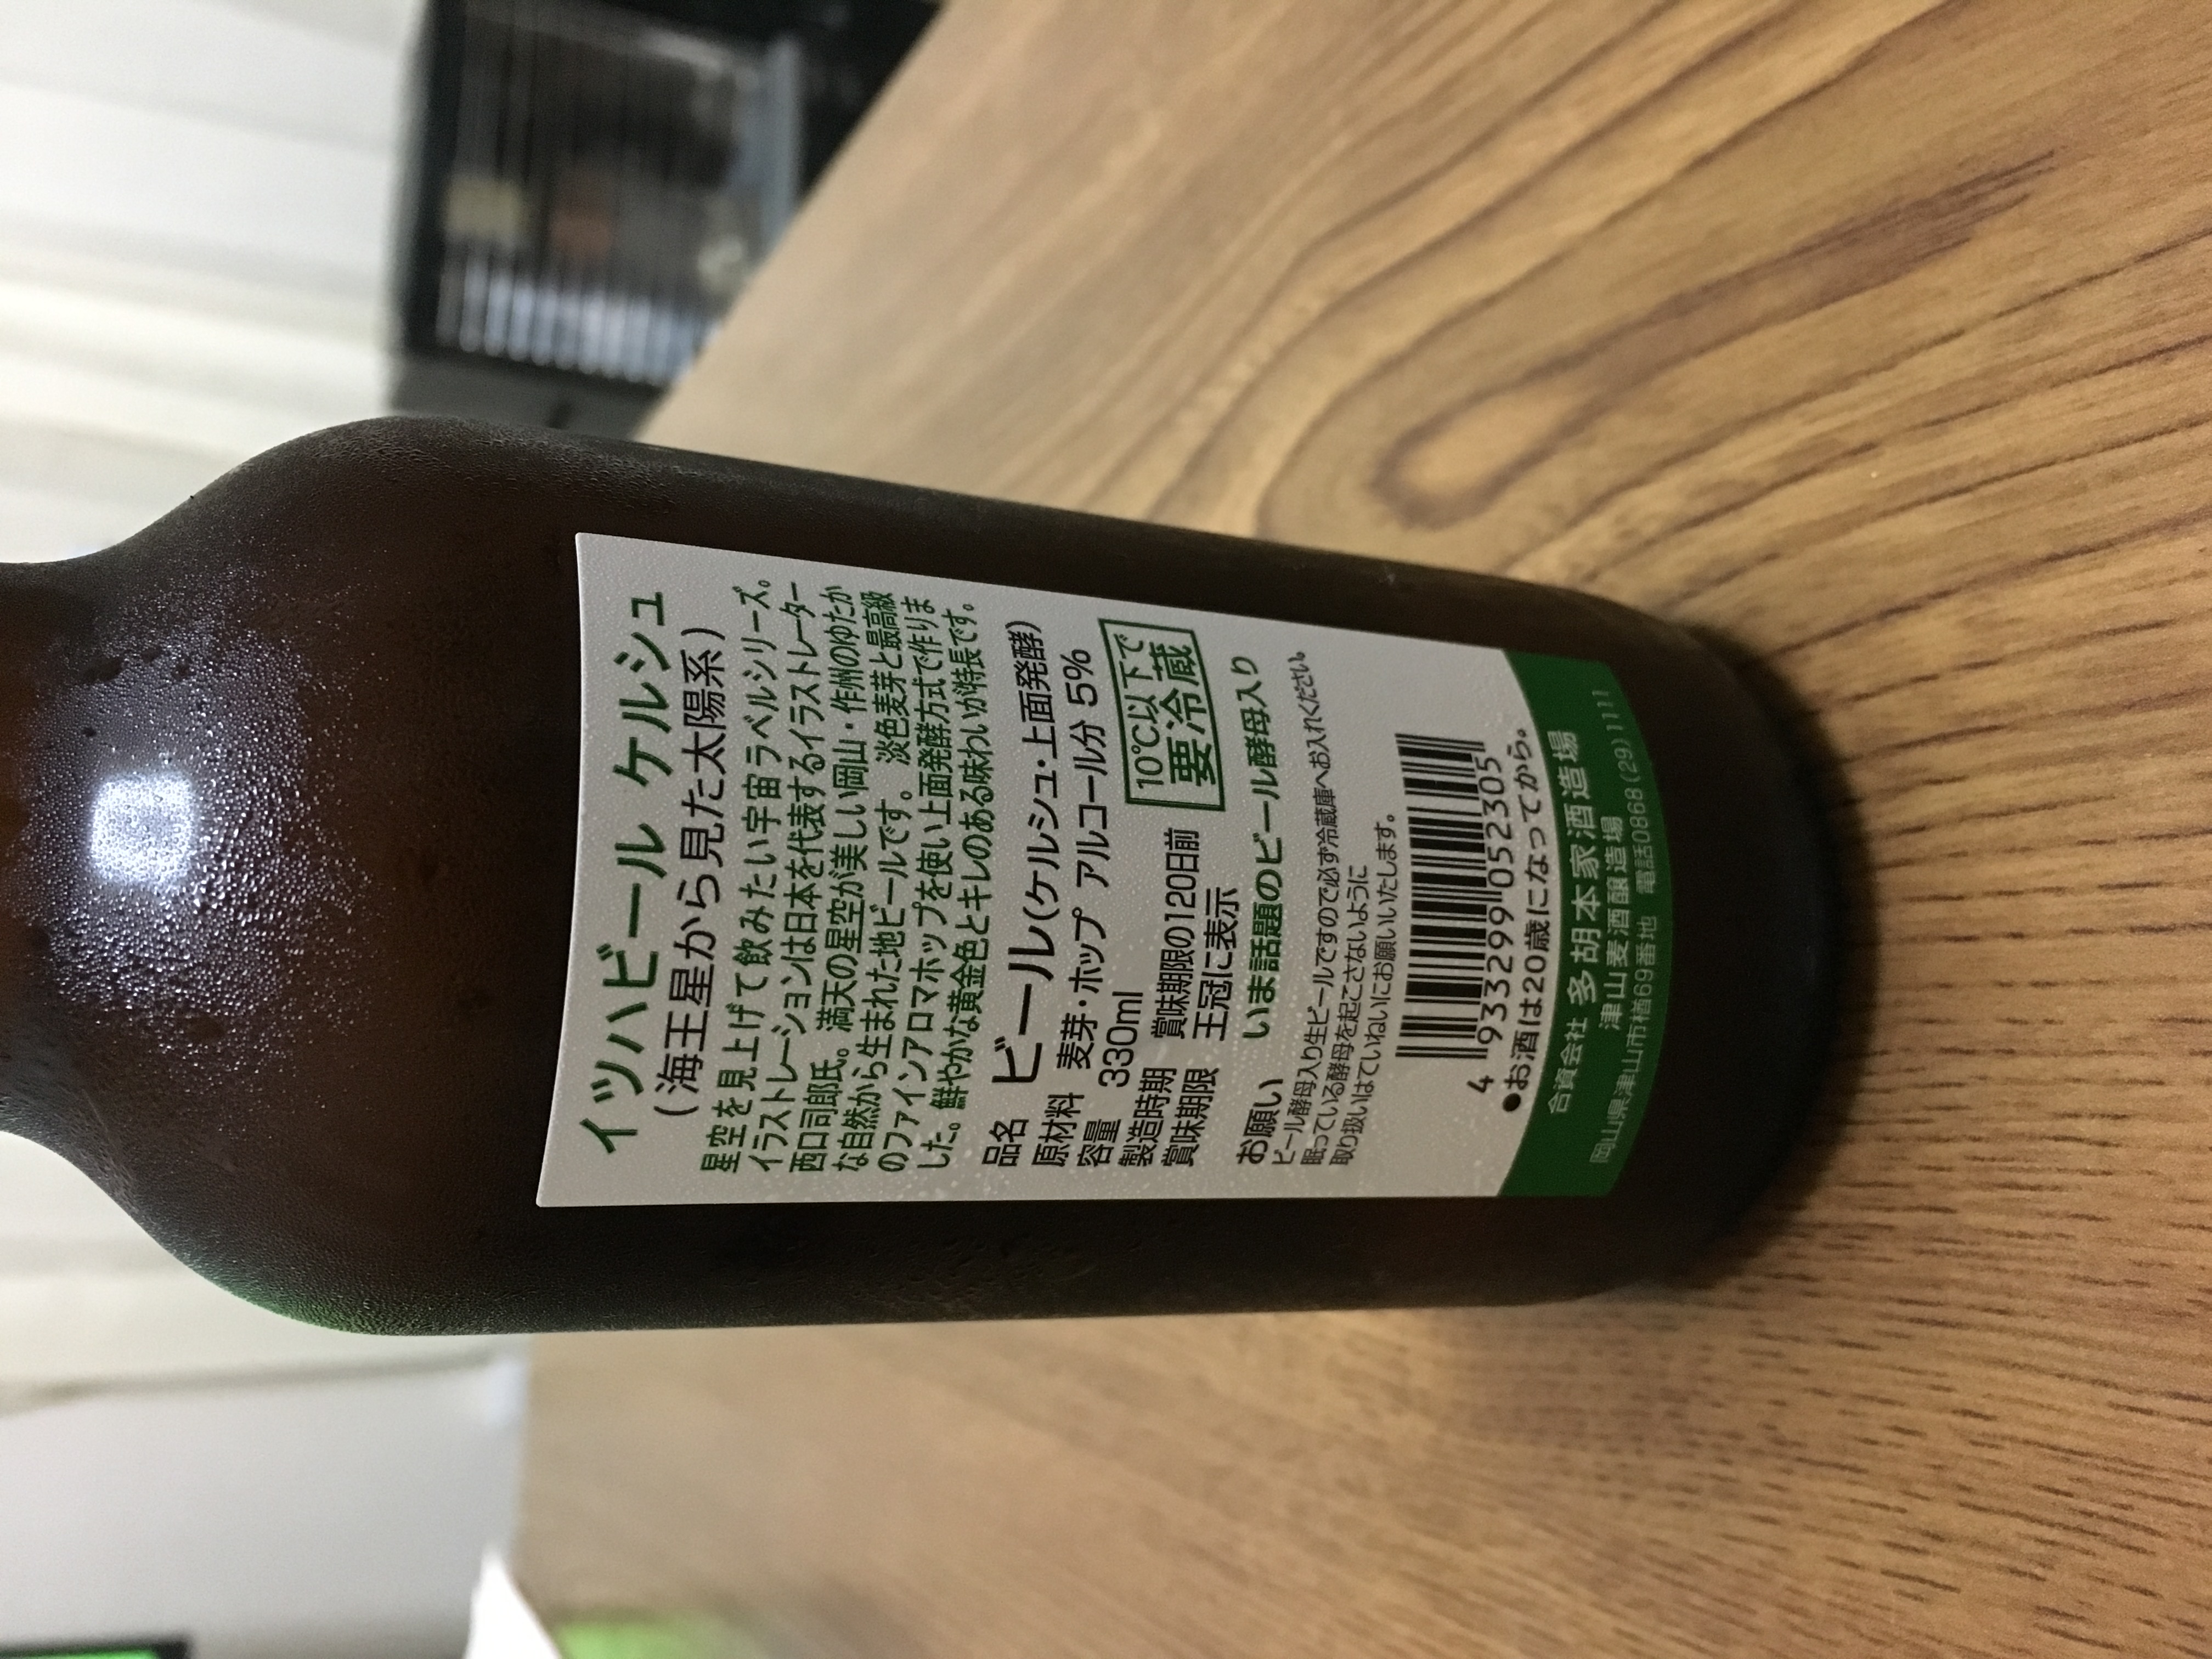 イツハビール ケルシュ
(海王星から見た太陽系)
星空を見上げて飲みたい宇宙ラベルシリーズ。
イラストレーションは日本を代表するイラストレーター
西口司郎氏。満天の星空が美しい岡山・作州のゆたか
な自然から生まれた地ビールです。淡色麦芽と最高級
のファインアロマホップを使い上面発酵方式で作りま
した。鮮やかな黄金色とキレのある味わいが特長です。
品名 ビール(ケルシュ・上面発酵)
原材料 麦芽・ホップ アルコール分 5%
容量 330ml
製造時期 賞味期限の120日前
賞味期限 王冠に表示
10℃以下で
要冷蔵
お願い いま話題のビール酵母入り
ビール酵母入り生ビールですので必ず冷蔵庫へお入れください。
眠っている酵母を起こさないように
取り扱いはていねいにお願いいたします。
4 933299 052305
●お酒は20歳になってから。
合資会社 多胡本家酒造場
津山麦酒醸造場
岡山県津山市楢69番地 電話0868(29)1111